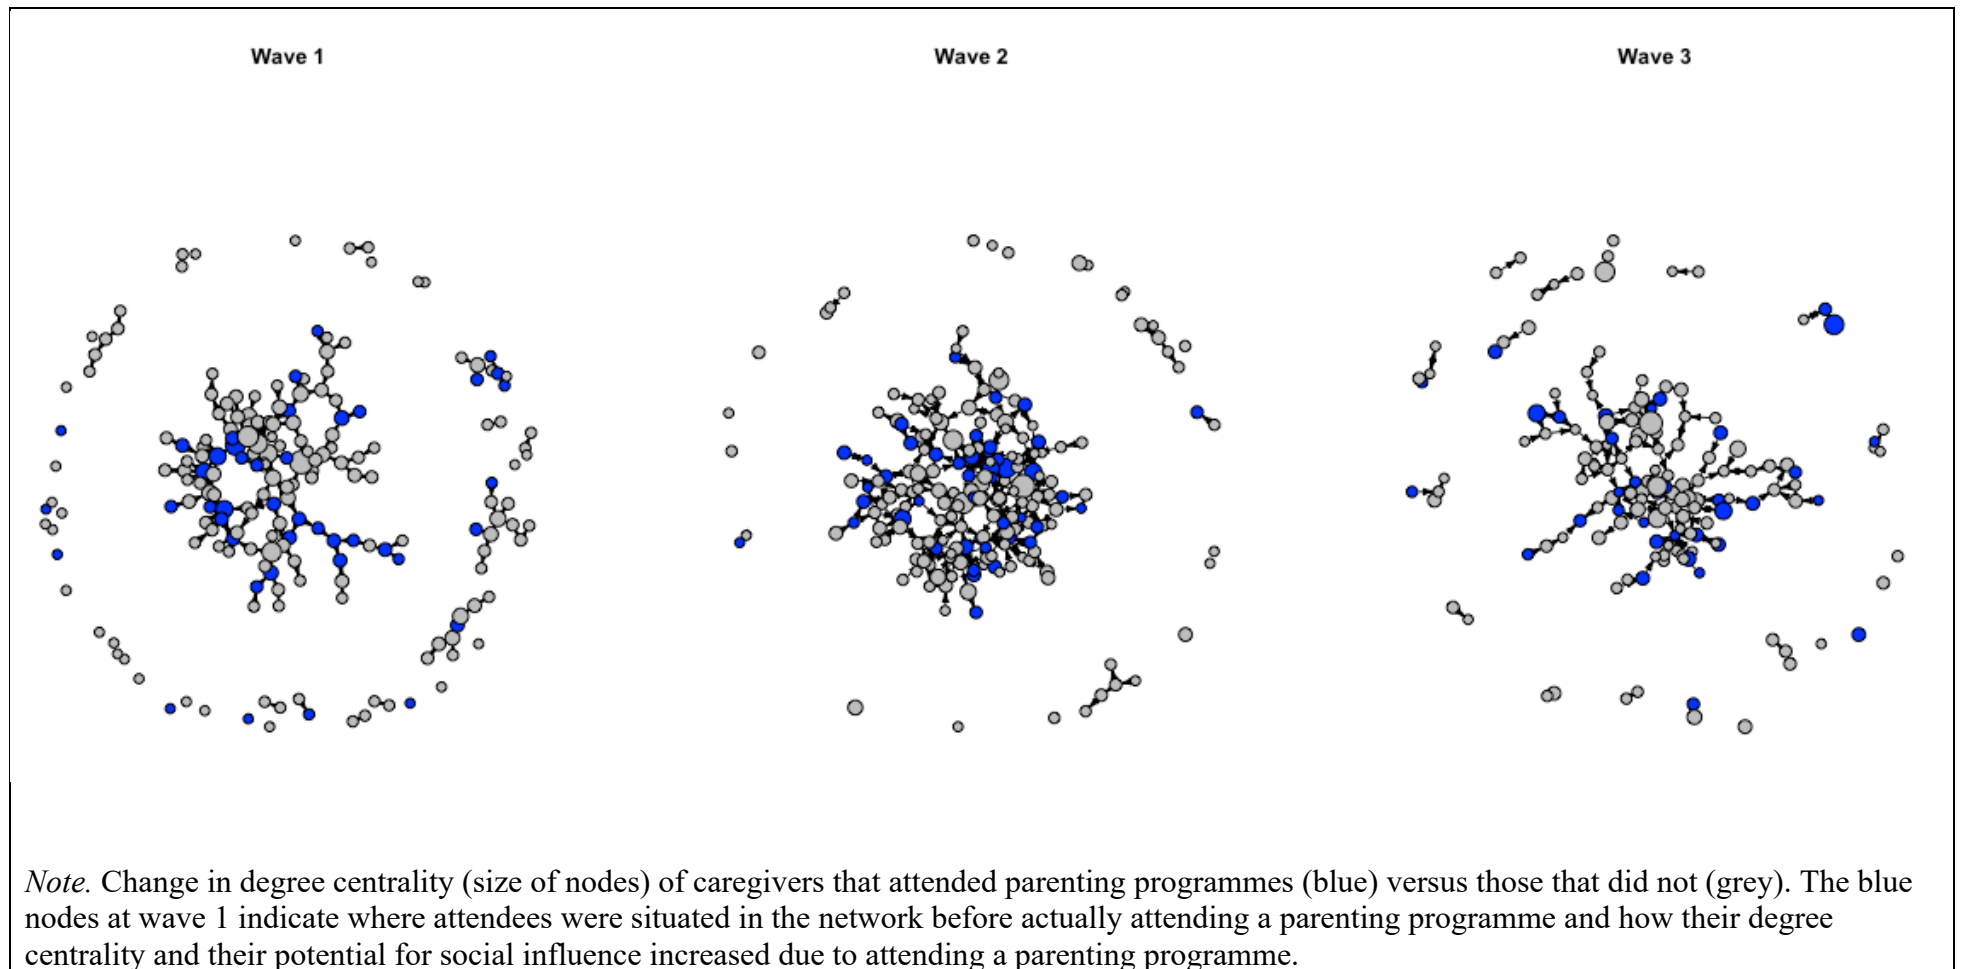 Wave 1 Wave 2 Wave 3
Note. Change in degree centrality (size of nodes) of caregivers that attended parenting programmes (blue) versus those that did not (grey). The blue
nodes at wave 1 indicate where attendees were situated in the network before actually attending a parenting programme and how their degree
centrality and their potential for social influence increased due to attending a parenting programme.